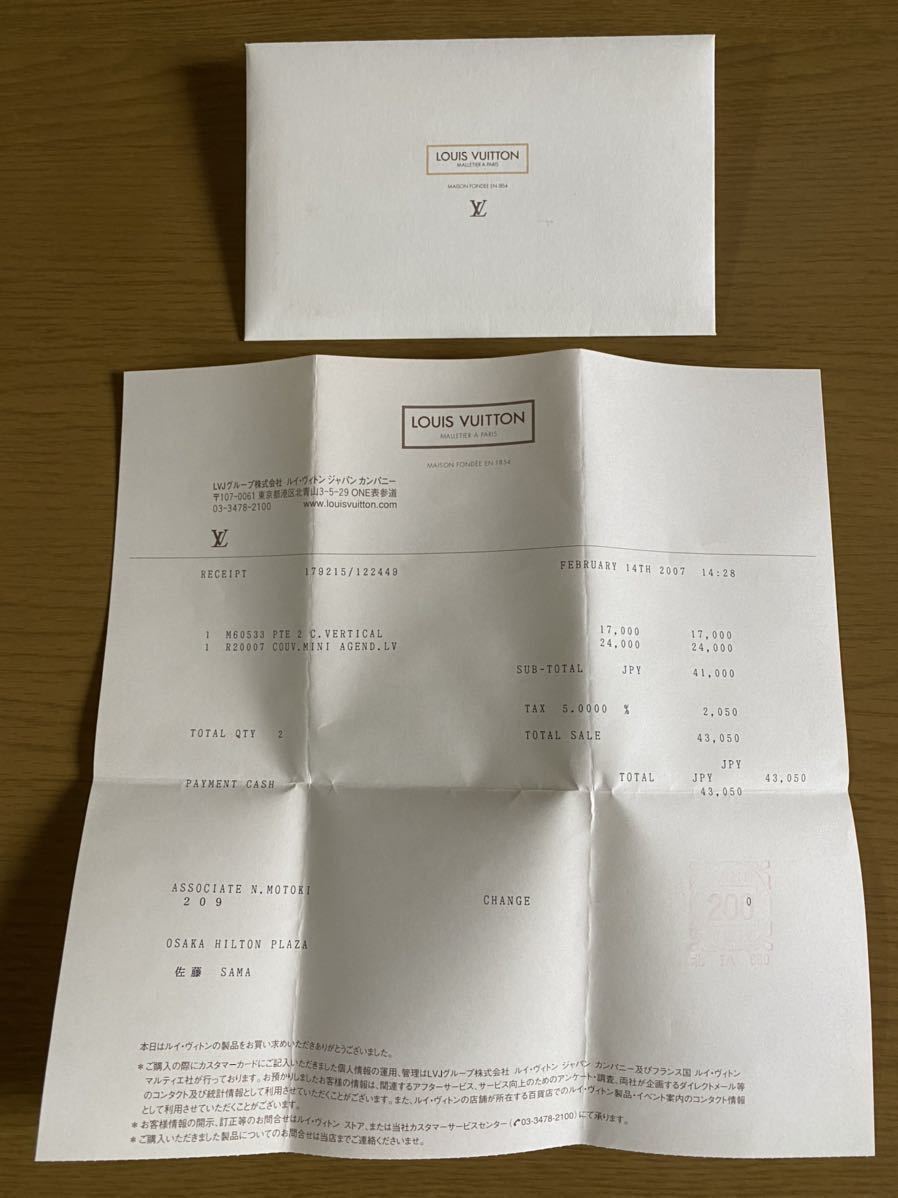 LOUIS VUITTON
MALLETIER A PARIS
MAISON FONDÉE EN 1854
LV
LOUIS VUITTON
MALLETIER A PARIS
MAISON FONDÉE EN 1854
LVJグループ株式会社 ルイ・ヴィトン ジャパン カンパニー
〒107-0061 東京都港区北青山3-5-29 ONE表参道
03-3478-2100 www.louisvuitton.com
LV
RECEIPT 179215/122449 FEBRUARY 14TH 2007 14:28
1 M60533 PTE 2 C.VERTICAL 17,000 17,000
1 R20007 COUV.MINI AGEND.LV 24,000 24,000
SUB-TOTAL JPY 41,000
TAX 5.0000 % 2,050
TOTAL QTY 2 TOTAL SALE 43,050
JPY
PAYMENT CASH TOTAL JPY 43,050
43,050
ASSOCIATE N.MOTOKI
209 CHANGE 0
200
北
OSAKA HILTON PLAZA
佐藤 SAMA
本日はルイ・ヴィトンの製品をお買い求めいただきありがとうございました。
*ご購入の際にカスタマーカードにご記入いただきました個人情報の運用、管理はLVJグループ株式会社 ルイ・ヴィトン ジャパン カンパニー及びフランス国 ルイ・ヴィトン
マルティエ社が行っております。お預かりしましたお客様の情報は、関連するアフターサービス、サービス向上のためのアンケート・調査、両社が企画するダイレクトメール等
のコンタクト及び統計情報として利用させていただくことがございます。また、ルイ・ヴィトンの店舗が所在する百貨店でのルイ・ヴィトン製品・イベント案内のコンタクト情報
として利用させていただくことがございます。
*お客様情報の開示、訂正等のお問合せはルイ・ヴィトン ストア、または当社カスタマーサービスセンター(✆03-3478-2100)にて承ります。
*ご購入いただきました製品についてのお問合せは当店までご連絡くださいませ。